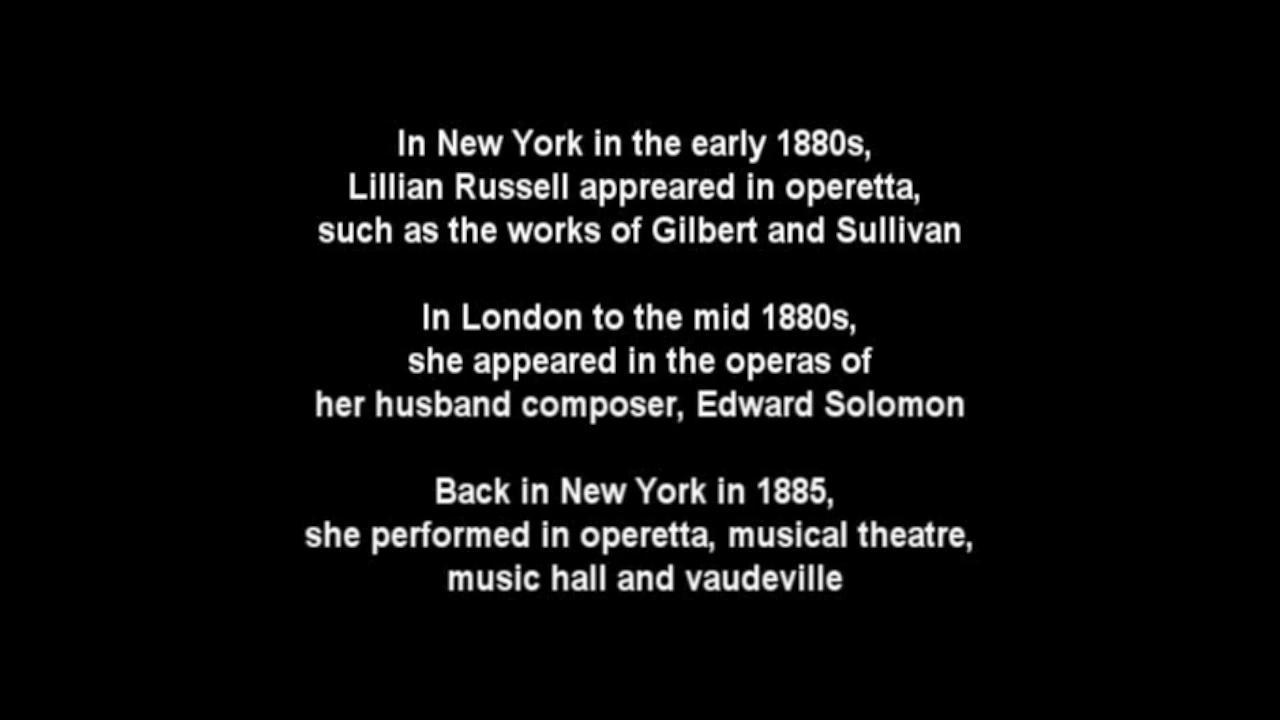 In New York in the early 1880s,
Lillian Russell appreared in operetta,
such as the works of Gilbert and Sullivan
In London to the mid 1880s,
she appeared in the operas of
her husband composer, Edward Solomon
Back in New York in 1885,
she performed in operetta, musical theatre,
music hall and vaudeville